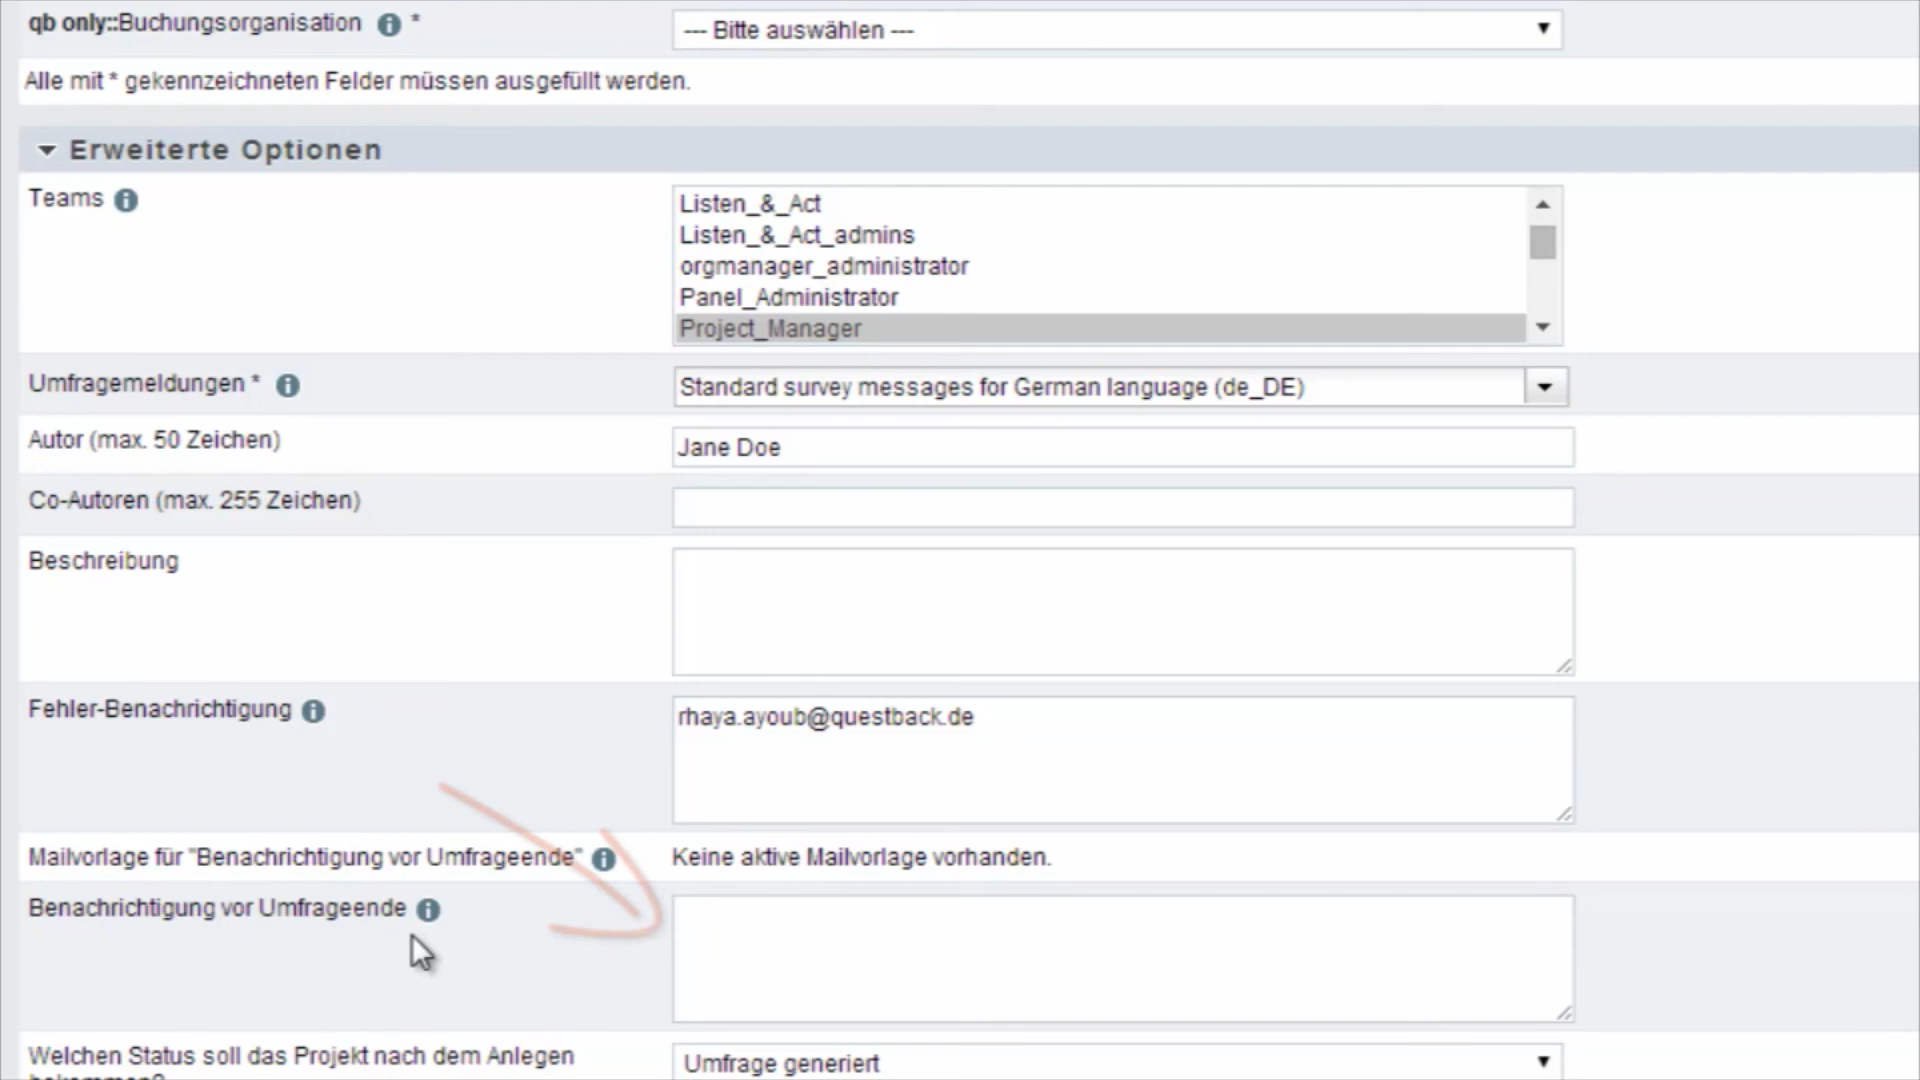 qb only::Buchungsorganisation *
--- Bitte auswählen ---
Alle mit * gekennzeichneten Felder müssen ausgefüllt werden.
Erweiterte Optionen
Teams
Listen_&_Act
Listen_&_Act_admins
orgmanager_administrator
Panel_Administrator
Project_Manager
Umfragemeldungen *
Standard survey messages for German language (de_DE)
Autor (max. 50 Zeichen)
Jane Doe
Co-Autoren (max. 255 Zeichen)
Beschreibung
Fehler-Benachrichtigung
rhaya.ayoub@questback.de
Mailvorlage für "Benachrichtigung vor Umfrageende"
Keine aktive Mailvorlage vorhanden.
Benachrichtigung vor Umfrageende
Welchen Status soll das Projekt nach dem Anlegen
Umfrage generiert